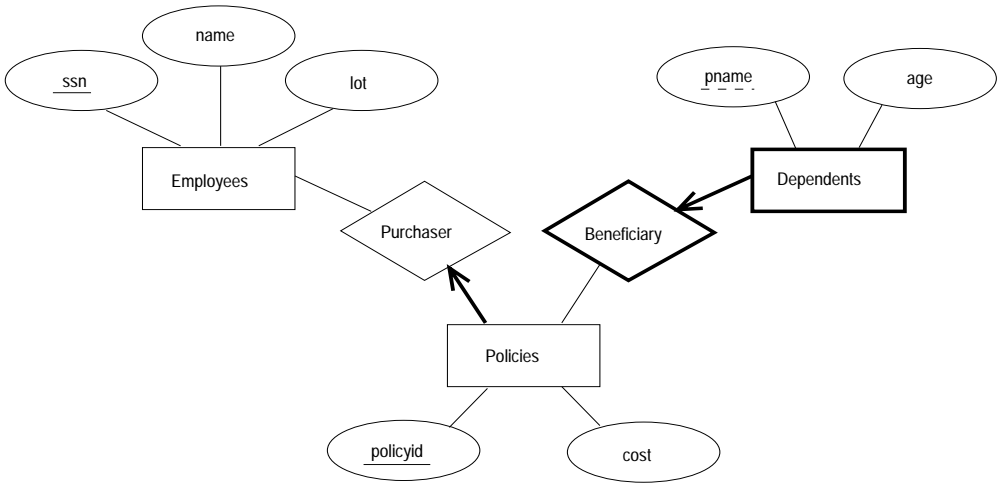 name
ssn
lot
pname
age
Employees
Dependents
Purchaser
Beneficiary
Policies
policyid
cost